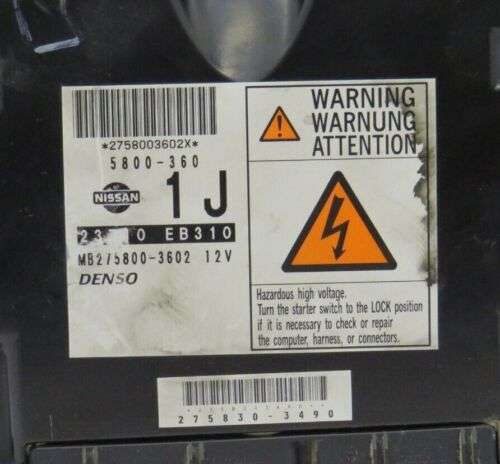 *2758003602X*
5800-360
NISSAN
1J
EB310
MB275800-3602 12V
DENSO
WARNING
WARNUNG
ATTENTION
Hazardous high voltage.
Turn the starter switch to the LOCK position
if it is necessary to check or repair
the computer, harness, or connectors.
275830-3490